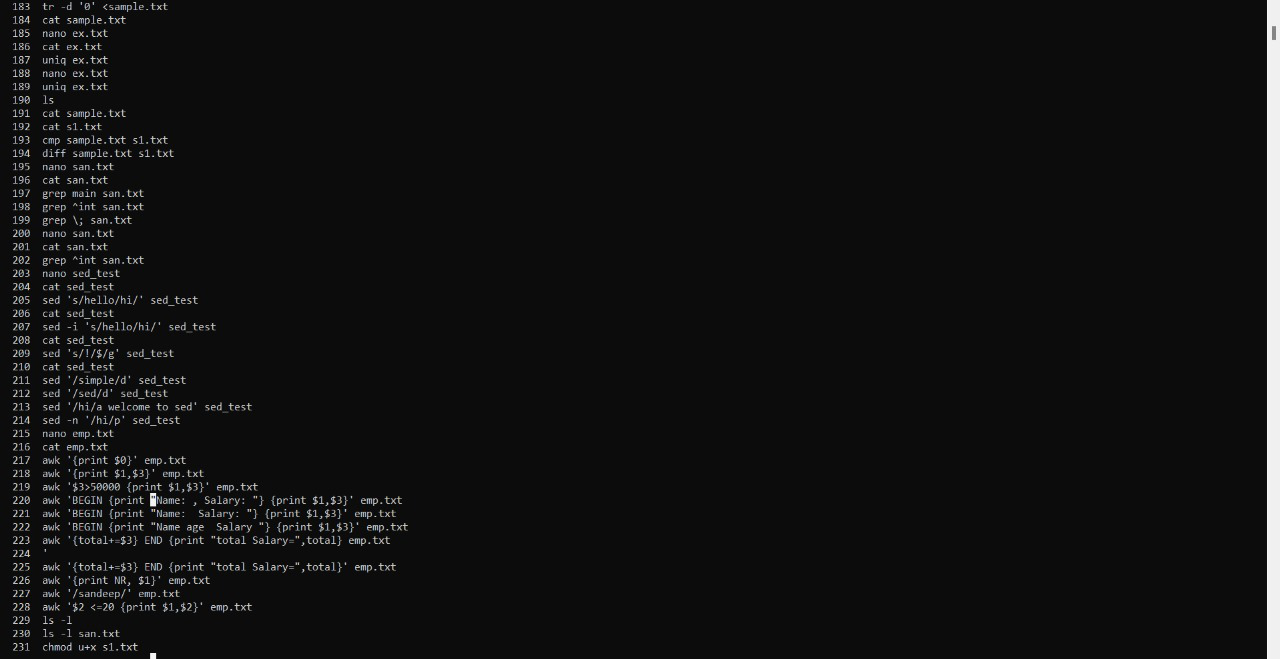 183  tr -d '0' <sample.txt
184  cat sample.txt
185  nano ex.txt
186  cat ex.txt
187  uniq ex.txt
188  nano ex.txt
189  uniq ex.txt
190  ls
191  cat sample.txt
192  cat s1.txt
193  cmp sample.txt s1.txt
194  diff sample.txt s1.txt
195  nano san.txt
196  cat san.txt
197  grep main san.txt
198  grep ^int san.txt
199  grep \; san.txt
200  nano san.txt
201  cat san.txt
202  grep ^int san.txt
203  nano sed_test
204  cat sed_test
205  sed 's/hello/hi/' sed_test
206  cat sed_test
207  sed -i 's/hello/hi/' sed_test
208  cat sed_test
209  sed 's/!/$/g' sed_test
210  cat sed_test
211  sed '/simple/d' sed_test
212  sed '/sed/d' sed_test
213  sed '/hi/a welcome to sed' sed_test
214  sed -n '/hi/p' sed_test
215  nano emp.txt
216  cat emp.txt
217  awk '{print $0}' emp.txt
218  awk '{print $1,$3}' emp.txt
219  awk '$3>50000 {print $1,$3}' emp.txt
220  awk 'BEGIN {print "Name: , Salary: "} {print $1,$3}' emp.txt
221  awk 'BEGIN {print "Name:  Salary: "} {print $1,$3}' emp.txt
222  awk 'BEGIN {print "Name age  Salary "} {print $1,$3}' emp.txt
223  awk '{total+=$3} END {print "total Salary=",total} emp.txt
224  '
225  awk '{total+=$3} END {print "total Salary=",total}' emp.txt
226  awk '{print NR, $1}' emp.txt
227  awk '/sandeep/' emp.txt
228  awk '$2 <=20 {print $1,$2}' emp.txt
229  ls -l
230  ls -l san.txt
231  chmod u+x s1.txt